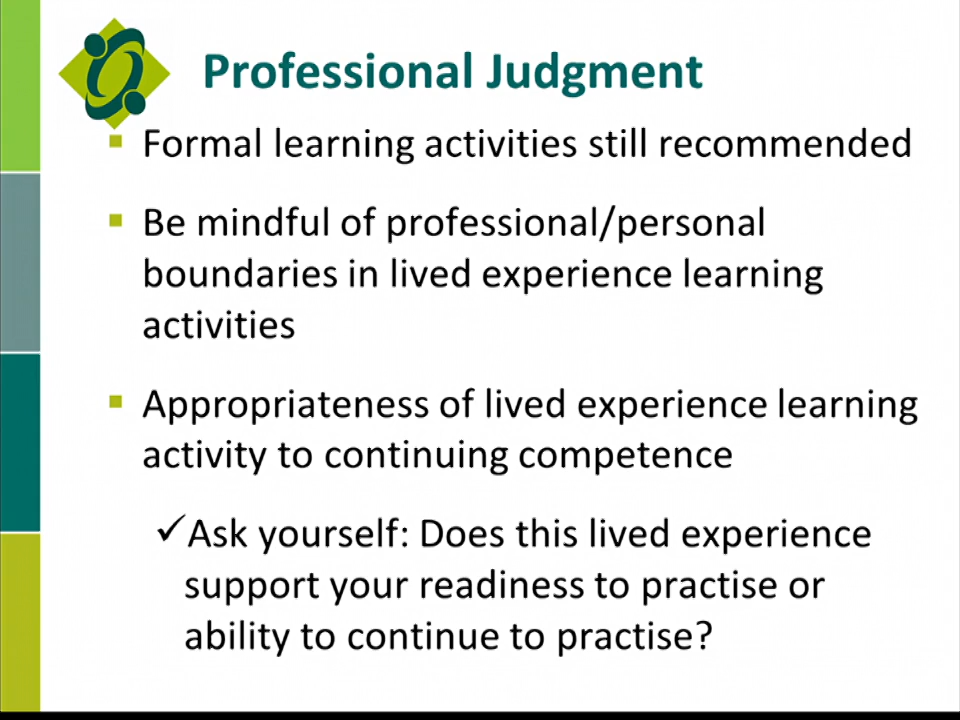 Professional Judgment
Formal learning activities still recommended
Be mindful of professional/personal
boundaries in lived experience learning
activities
Appropriateness of lived experience learning
activity to continuing competence
✓Ask yourself: Does this lived experience
support your readiness to practise or
ability to continue to practise?